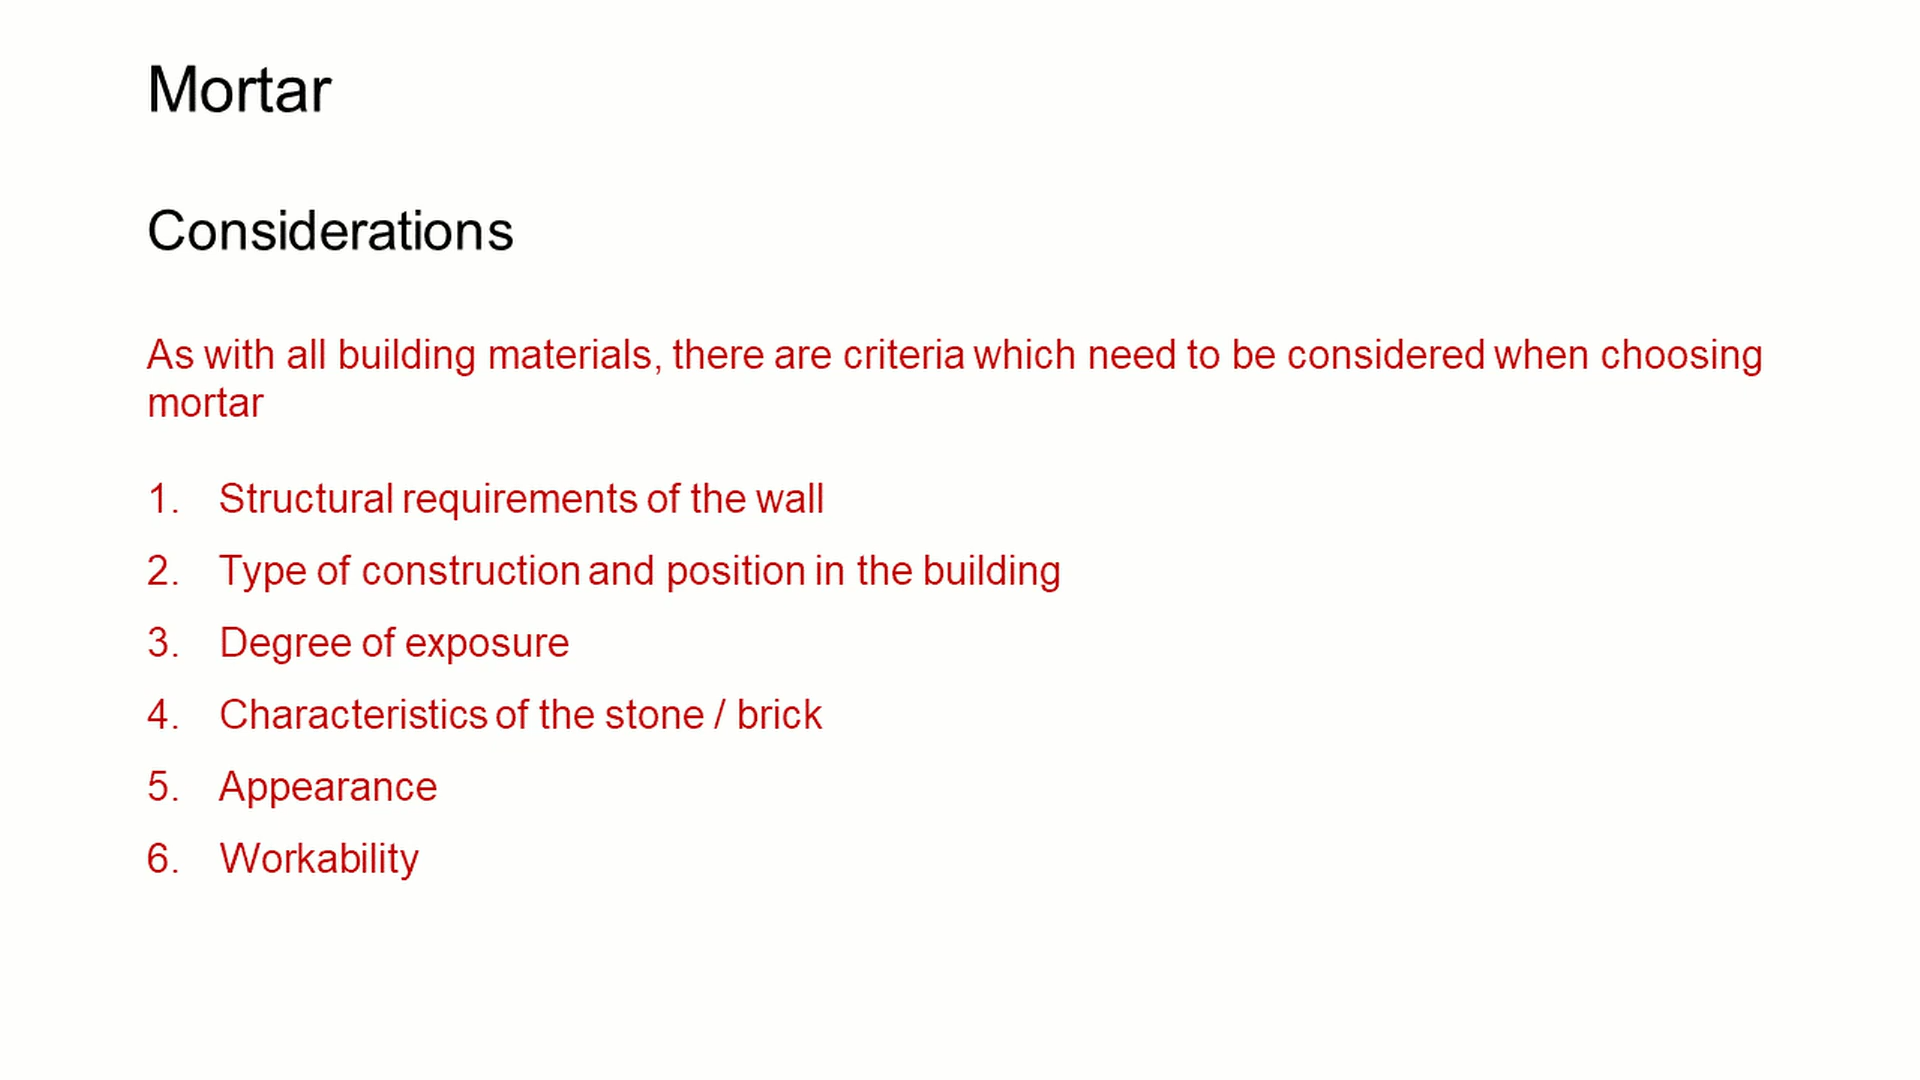 Mortar
Considerations
As with all building materials, there are criteria which need to be considered when choosing
mortar
1. Structural requirements of the wall
2. Type of construction and position in the building
3. Degree of exposure
4. Characteristics of the stone / brick
5. Appearance
6. Workability